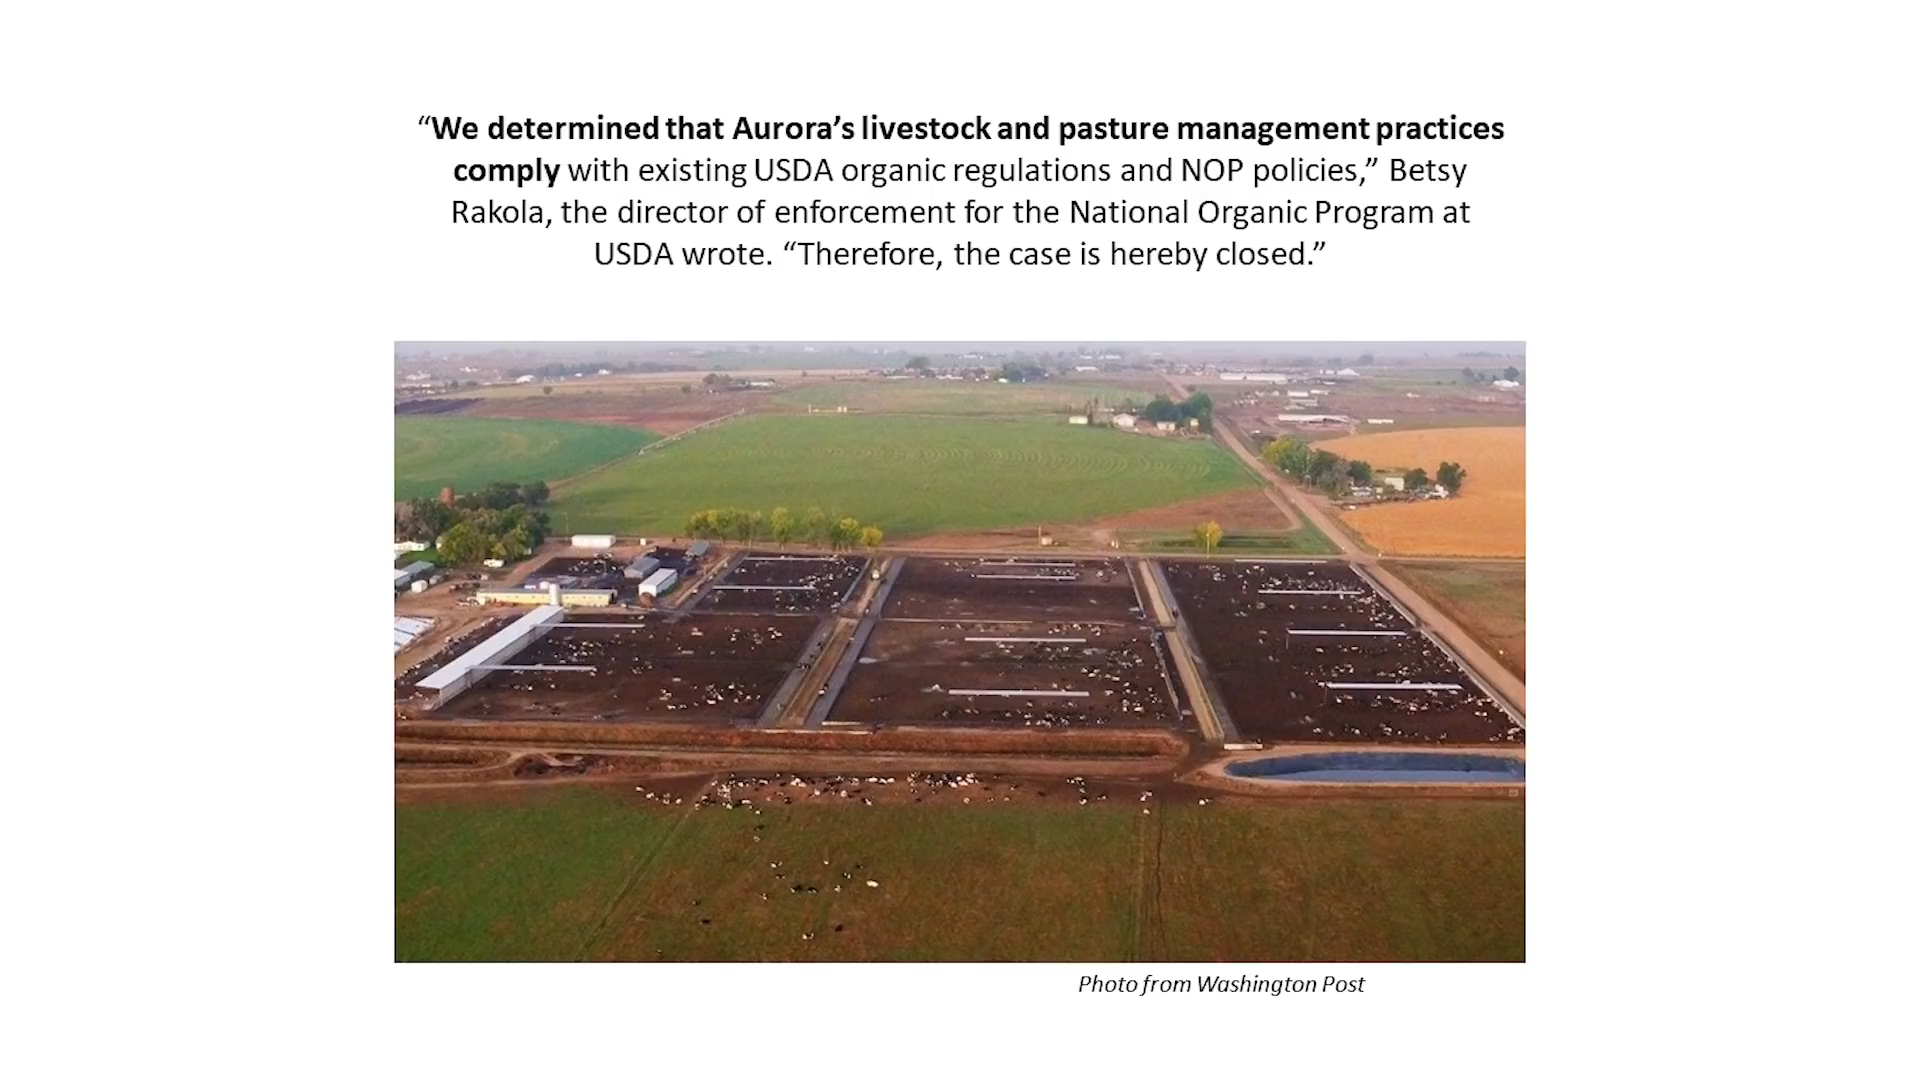 “We determined that Aurora’s livestock and pasture management practices
comply with existing USDA organic regulations and NOP policies,” Betsy
Rakola, the director of enforcement for the National Organic Program at
USDA wrote. “Therefore, the case is hereby closed.”
Photo from Washington Post